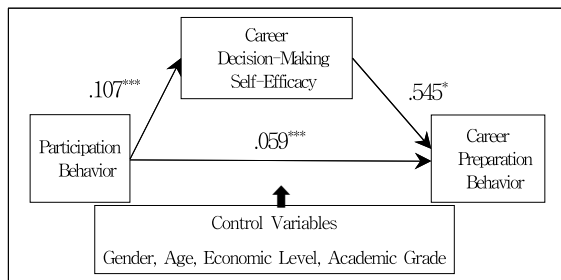 Career
Decision-Making
Self-Efficacy
.107***
.545*
Participation
Behavior
.059***
Career
Preparation
Behavior
Control Variables
Gender, Age, Economic Level, Academic Grade